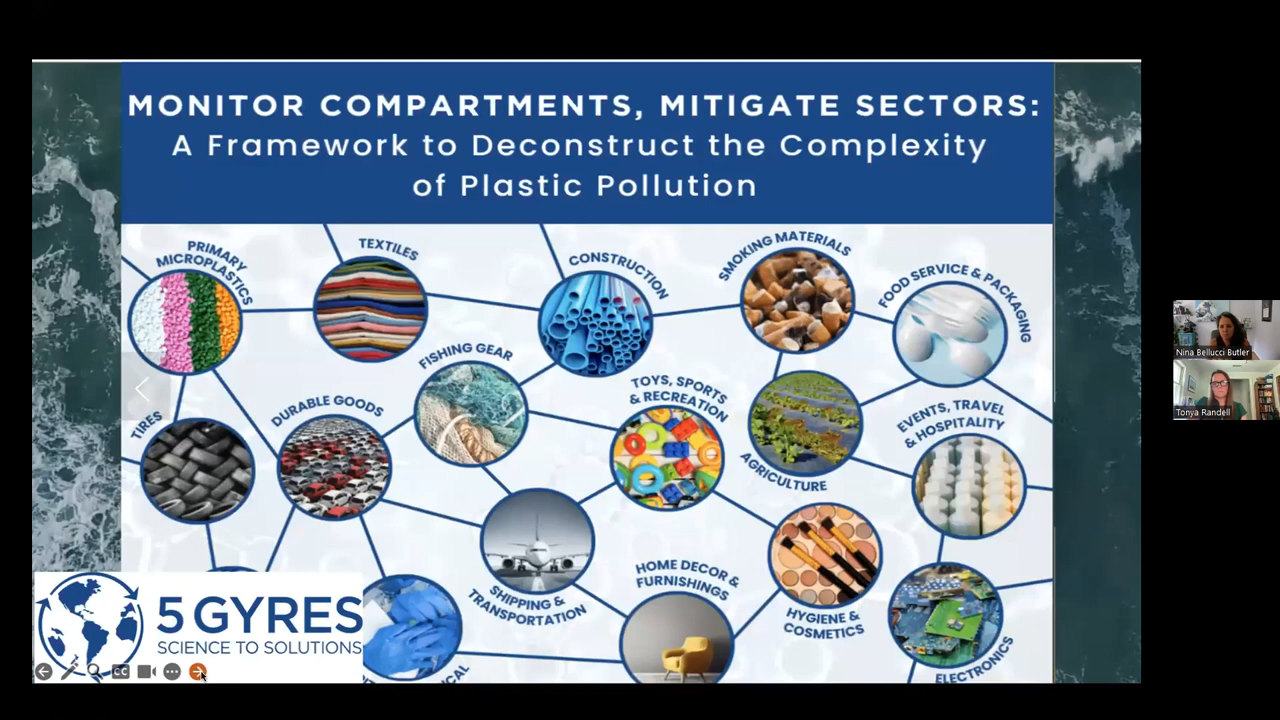 MONITOR COMPARTMENTS, MITIGATE SECTORS:
A Framework to Deconstruct the Complexity
of Plastic Pollution
PRIMARY
MICROPLASTICS
TEXTILES
CONSTRUCTION
SMOKING MATERIALS
FOOD SERVICE & PACKAGING
FISHING GEAR
TOYS, SPORTS
& RECREATION
TIRES
DURABLE GOODS
AGRICULTURE
EVENTS, TRAVEL
& HOSPITALITY
SHIPPING &
TRANSPORTATION
HOME DECOR &
FURNISHINGS
HYGIENE &
COSMETICS
ELECTRONICS
5 GYRES
SCIENCE TO SOLUTIONS
CC
Nina Bellucci Butler
Tonya Randell